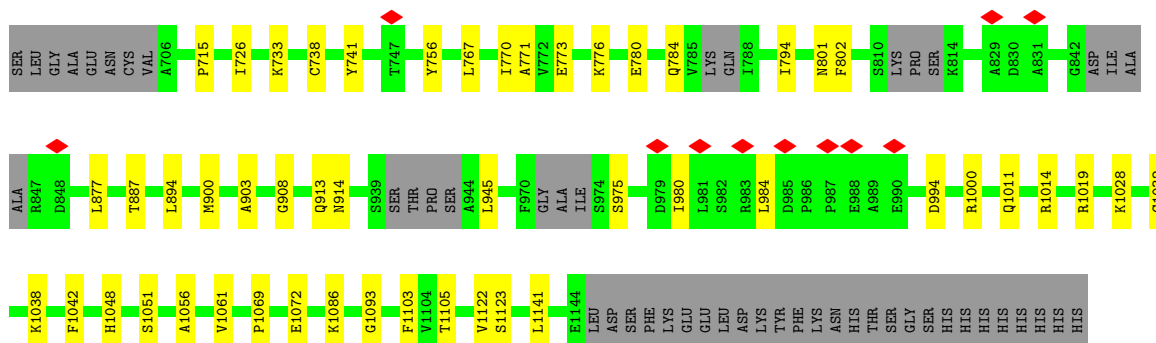 SER LEU GLY ALA GLU ASN CYS VAL A706 P715 I726 K733 C738 Y741 T747 Y756 L767 I770 A771 V772 E773 K776 E780 Q784 V785 LYS GLN I788 I794 N801 F802 S810 LYS PRO SER K814 A829 D830 A831 G842 ASP ILE ALA
ALA R847 D848 L877 T887 L894 M900 A903 G908 Q913 N914 S939 SER THR PRO SER A944 L945 F970 GLY ALA ILE S974 S975 D979 I980 L981 S982 R983 L984 D985 P986 P987 E988 A989 E990 D994 R1000 Q1011 R1014 R1019 K1028
K1038 F1042 H1048 S1051 A1056 V1061 P1069 E1072 K1086 G1093 F1103 V1104 T1105 V1122 S1123 L1141 E1144 LEU ASP SER PHE LYS GLU GLU LEU ASP LYS TYR PHE LYS ASN HIS THR SER GLY SER HIS HIS HIS HIS HIS HIS HIS HIS